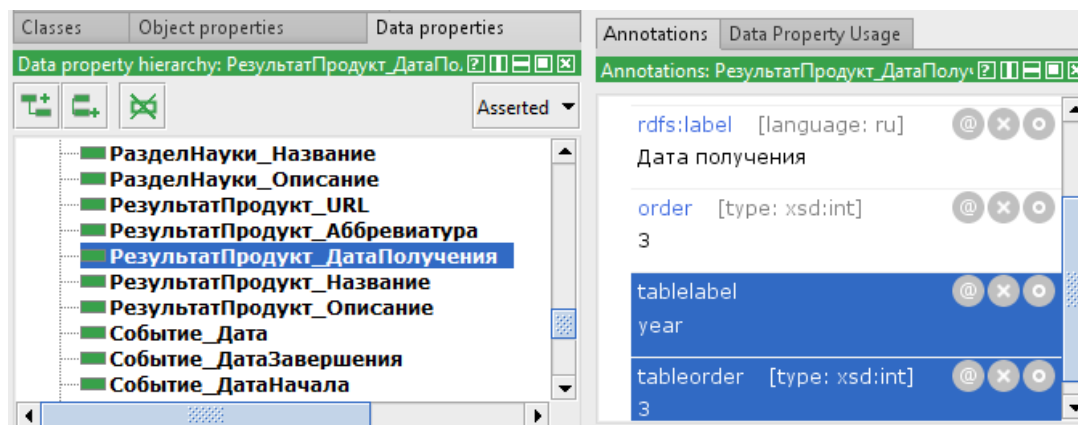 Classes Object properties Data properties
Data property hierarchy: РезультатПродукт_ДатаПо.
Asserted
РазделНауки_Название
РазделНауки_Описание
РезультатПродукт_URL
РезультатПродукт_Аббревиатура
РезультатПродукт_ДатаПолучения
РезультатПродукт_Название
РезультатПродукт_Описание
Событие_Дата
Событие_ДатаЗавершения
Событие_ДатаНачала
Annotations Data Property Usage
Annotations: РезультатПродукт_ДатаПолуч
rdfs:label [language: ru]
Дата получения
order [type: xsd:int]
3
tablelabel
year
tableorder [type: xsd:int]
3